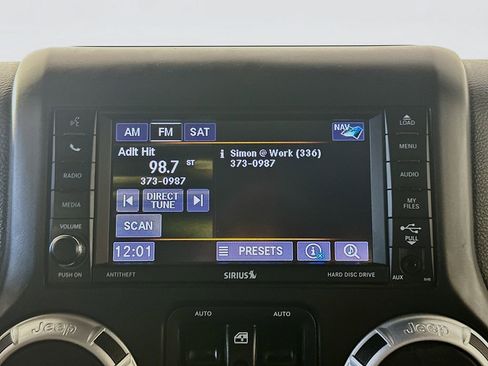 LOAD
AM FM SAT NAV
Adlt Hit
i Simon @ Work (336)
98.7 ST
373-0987
373-0987
MENU
RADIO
AUDIO
DIRECT
TUNE
MEDIA
MY
FILES
SCAN
VOLUME
12:01 PRESETS
PULL
PUSH ON
ANTITHEFT SIRIUS HARD DISC DRIVE AUX
AUTO AUTO
Jeep Jeep